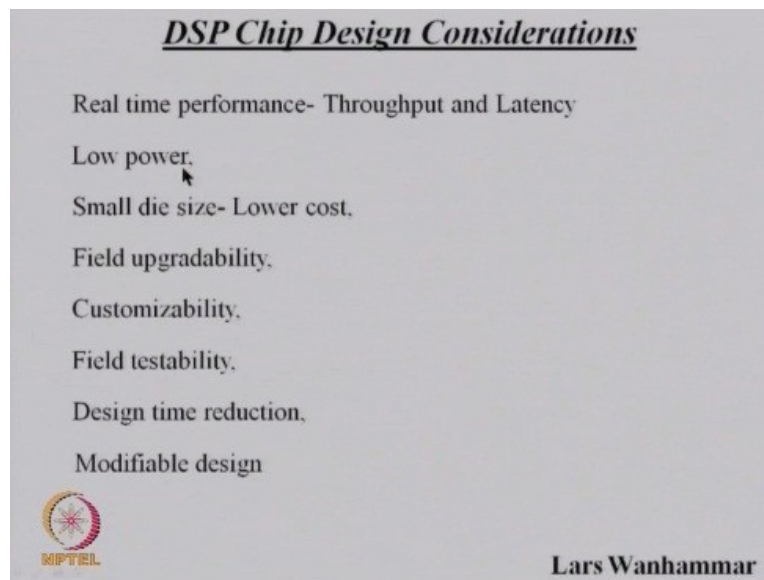 DSP Chip Design Considerations
Real time performance- Throughput and Latency
Low power,
Small die size- Lower cost,
Field upgradability,
Customizability,
Field testability,
Design time reduction,
Modifiable design
NPTEL
Lars Wanhammar